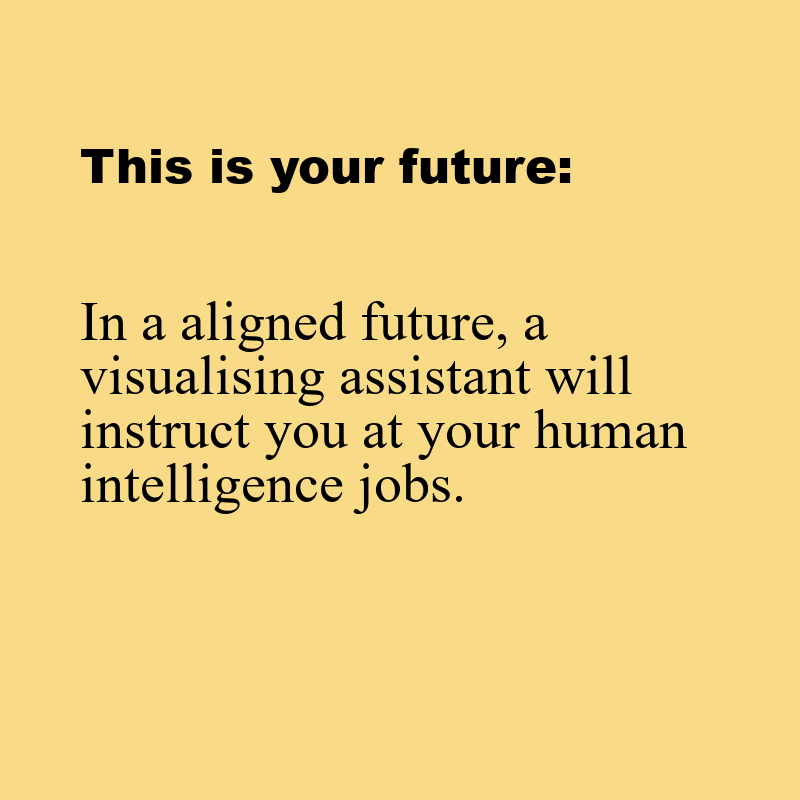 This is your future:
In a aligned future, a
visualising assistant will
instruct you at your human
intelligence jobs.